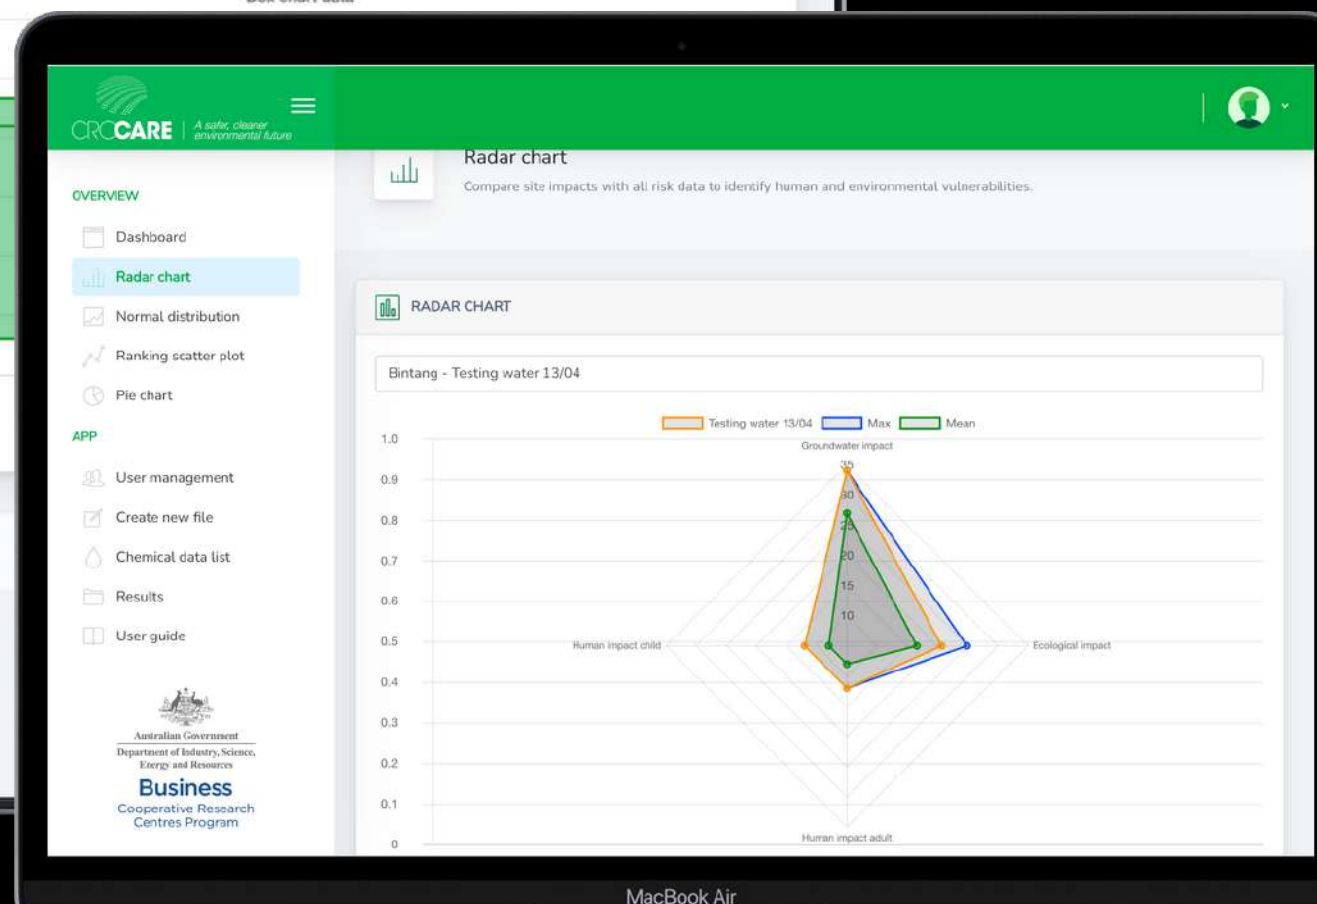 Box chart data
CRCCARE
A safer, cleaner
environmental future
Radar chart
Compare site impacts with all risk data to identify human and environmental vulnerabilities.
OVERVIEW
Dashboard
Radar chart
Normal distribution
Ranking scatter plot
Pie chart
APP
User management
Create new file
Chemical data list
Results
User guide
Australian Government
Department of Industry, Science,
Energy and Resources
Business
Cooperative Research
Centres Program
RADAR CHART
Bintang - Testing water 13/04
Testing water 13/04 Max Mean
Groundwater impact
35
30
25
20
15
10
Human impact child
Ecological impact
Human impact adult
1.0
0.9
0.8
0.7
0.6
0.5
0.4
0.3
0.2
0.1
0
MacBook Air